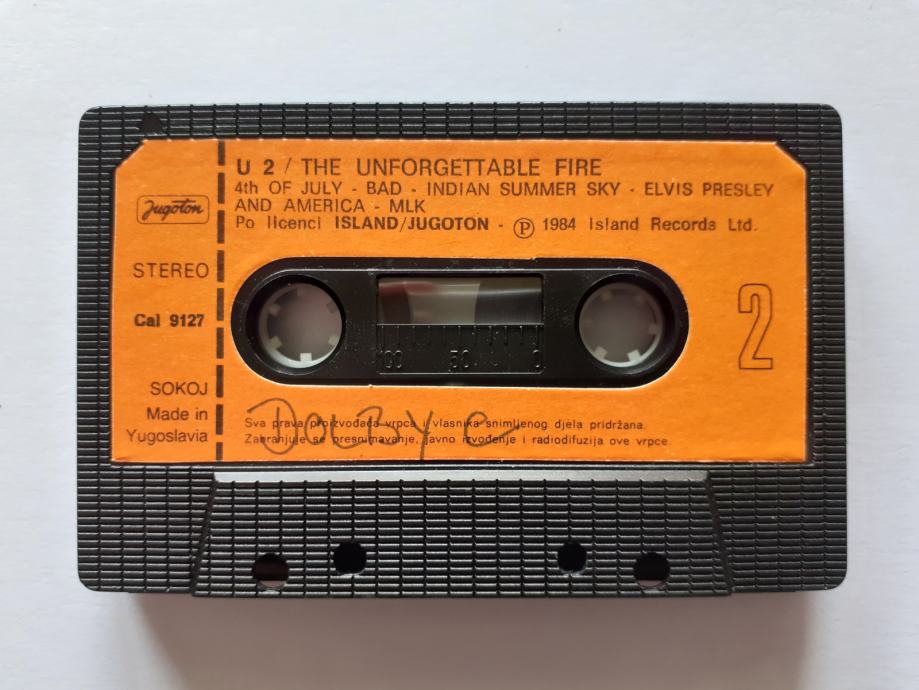 Jugoton
STEREO
Cal 9127
SOKOJ
Made in
Yugoslavia
U 2 / THE UNFORGETTABLE FIRE
4th OF JULY - BAD - INDIAN SUMMER SKY - ELVIS PRESLEY
AND AMERICA - MLK
Po licenci ISLAND/JUGOTON - Ⓟ 1984 Island Records Ltd.
100 50 0
2
DOLBY C
Sva prava proizvođača vrpca i vlasnika snimljenog djela pridržana.
Zabranjuje se presnimavanje, javno izvođenje i radiodifuzija ove vrpce.